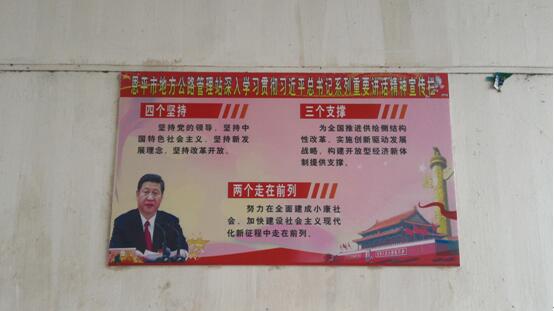 恩平市地方公路管理站深入学习贯彻习近平总书记系列重要讲话精神宣传栏
四个坚持
坚持党的领导、坚持中
国特色社会主义、坚持新发
展理念、坚持改革开放。
三个支撑
为全国推进供给侧结构
性改革、实施创新驱动发展
战略、构建开放型经济新体
制提供支撑。
两个走在前列
努力在全面建成小康社
会、加快建设社会主义现代
化新征程中走在前列。